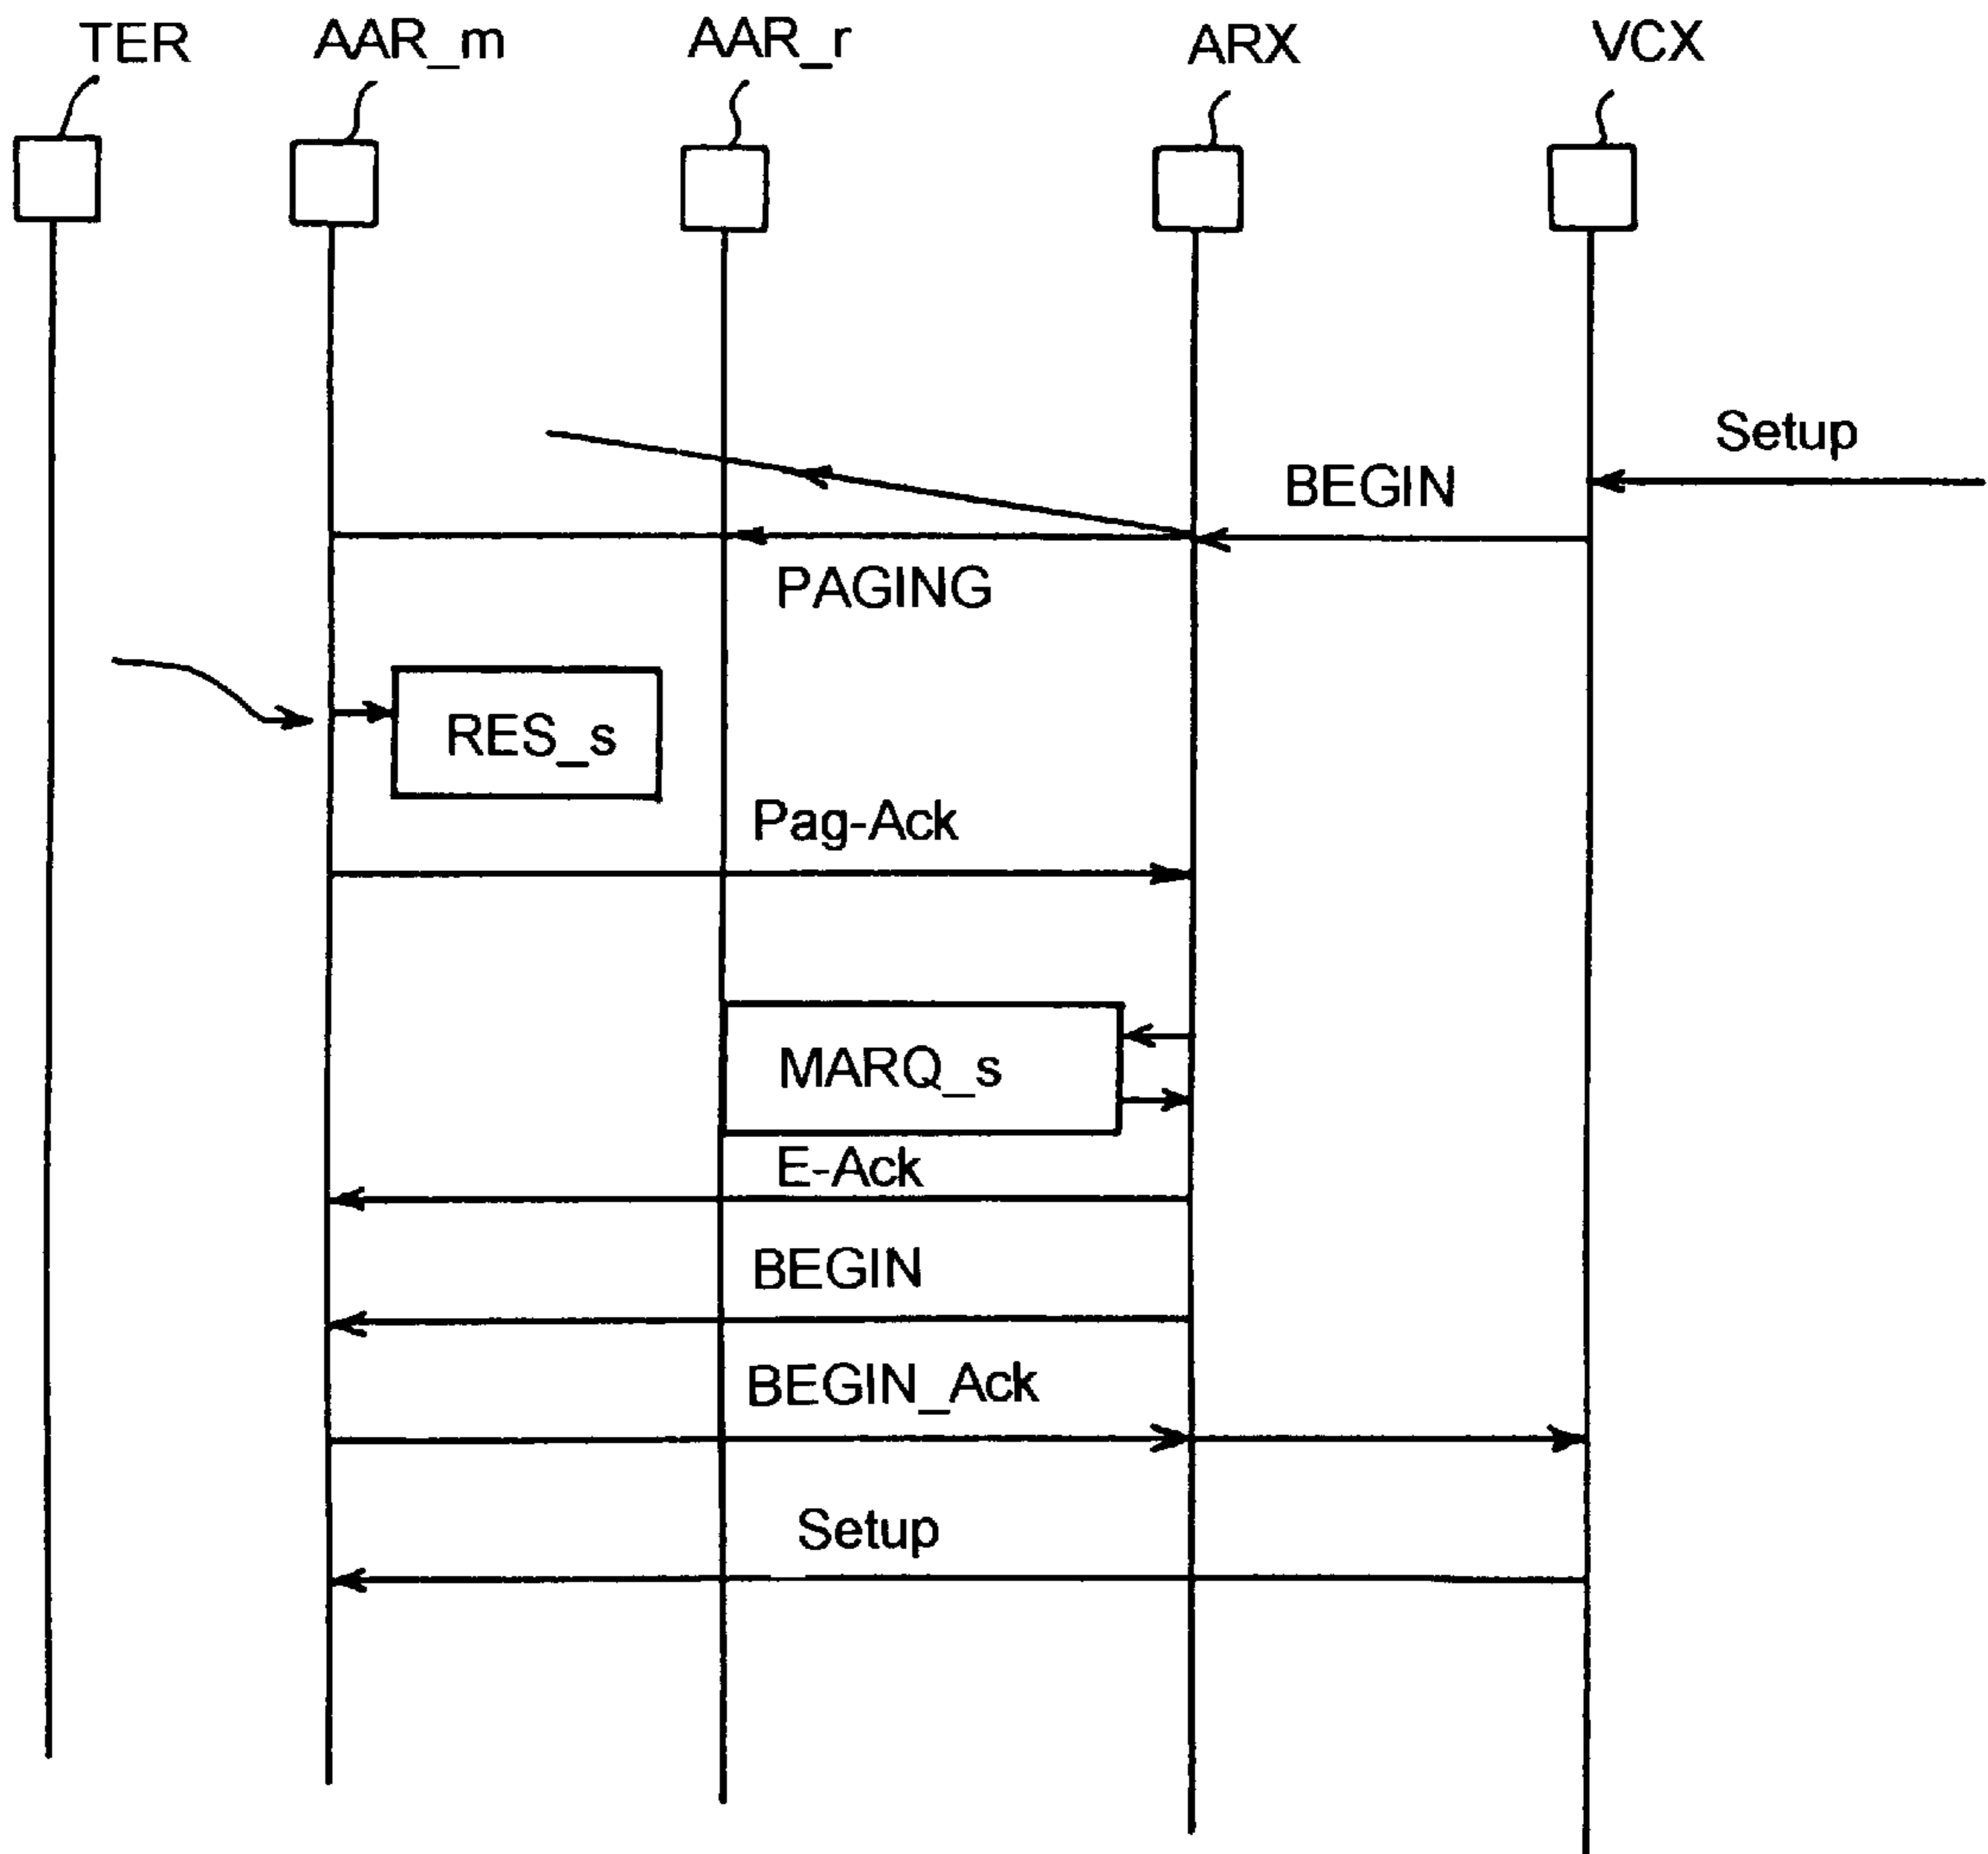 TER
AAR_m
AAR_r
ARX
VCX
Setup
BEGIN
PAGING
RES_s
Pag-Ack
MARQ_s
E-Ack
BEGIN
BEGIN_Ack
Setup